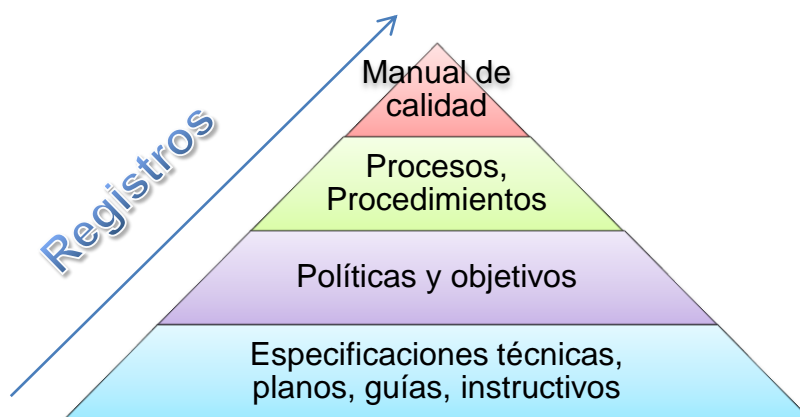 Registros
Manual de
calidad
Procesos,
Procedimientos
Políticas y objetivos
Especificaciones técnicas,
planos, guías, instructivos